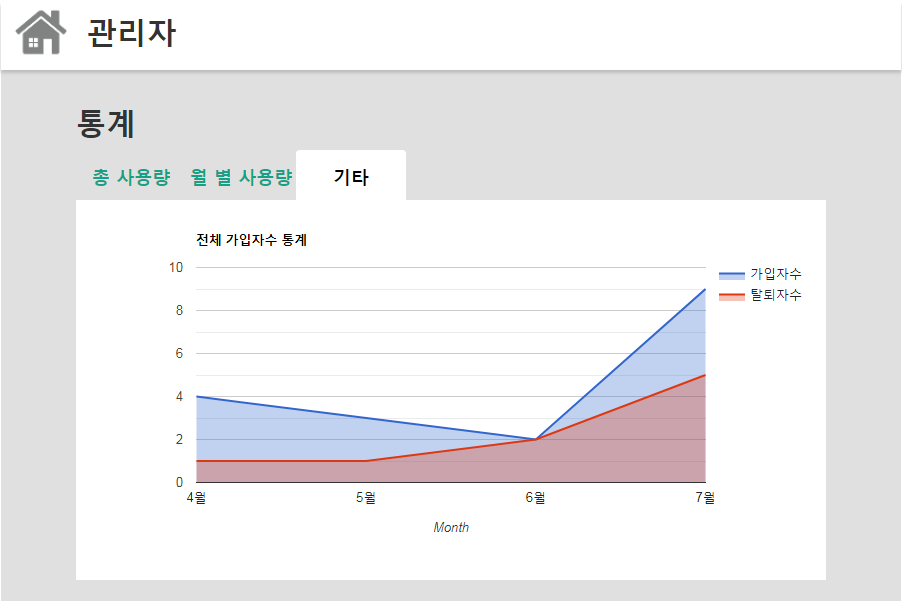 관리자
통계
총 사용량 월 별 사용량 기타
전체 가입자수 통계
10
8
6
4
2
0
가입자수
탈퇴자수
4월 5월 6월 7월
Month